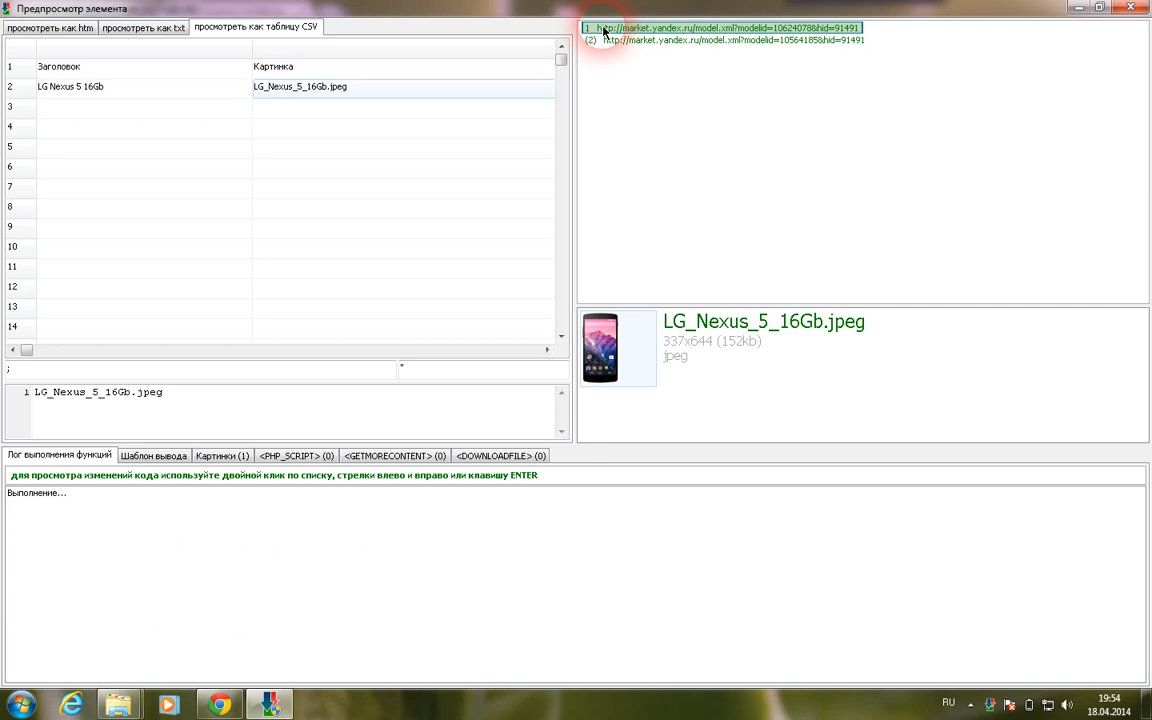 Предпросмотр элемента
просмотреть как htm
просмотреть как txt
просмотреть как таблицу CSV
1 Заголовок Картинка
2 LG Nexus 5 16Gb LG_Nexus_5_16Gb.jpeg
3
4
5
6
7
8
9
10
11
12
13
14
; "
1 LG_Nexus_5_16Gb.jpeg
1 http://market.yandex.ru/model.xml?modelid=10624078&hid=91491
(2) http://market.yandex.ru/model.xml?modelid=10564185&hid=91491
LG_Nexus_5_16Gb.jpeg
337x644 (152kb)
jpeg
Лог выполнения функций
Шаблон вывода
Картинки (1)
<PHP_SCRIPT> (0)
<GETMORECONTENT> (0)
<DOWNLOADFILE> (0)
для просмотра изменений кода используйте двойной клик по списку, стрелки влево и вправо или клавишу ENTER
Выполнение...
RU
19:54
18.04.2014